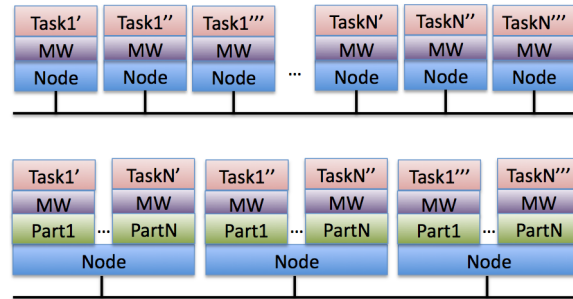 Task1' Task1'' Task1''' TaskN' TaskN'' TaskN'''
MW MW MW MW MW MW
Node Node Node ... Node Node Node
Task1' TaskN' Task1'' TaskN'' Task1''' TaskN'''
MW MW MW MW MW MW
Part1 ... PartN Part1 ... PartN Part1 ... PartN
Node Node Node